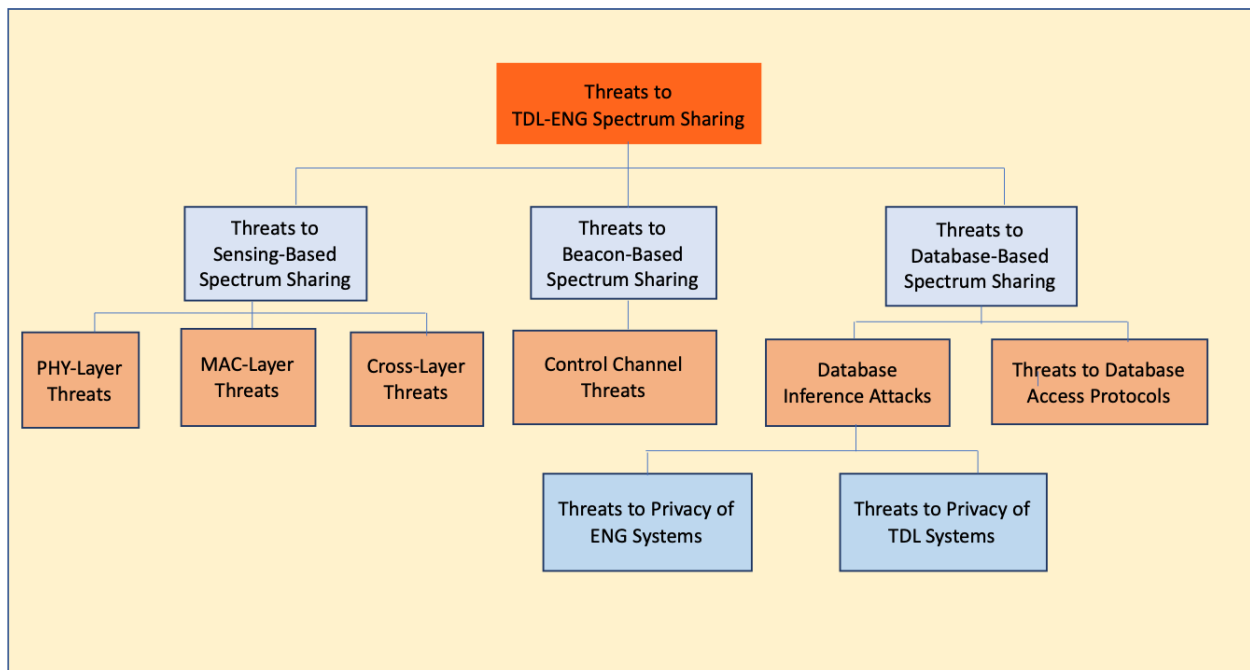 Threats to
TDL-ENG Spectrum Sharing
Threats to
Sensing-Based
Spectrum Sharing
Threats to
Beacon-Based
Spectrum Sharing
Threats to
Database-Based
Spectrum Sharing
PHY-Layer
Threats
MAC-Layer
Threats
Cross-Layer
Threats
Control Channel
Threats
Database
Inference Attacks
Threats to Database
Access Protocols
Threats to Privacy of
ENG Systems
Threats to Privacy of
TDL Systems